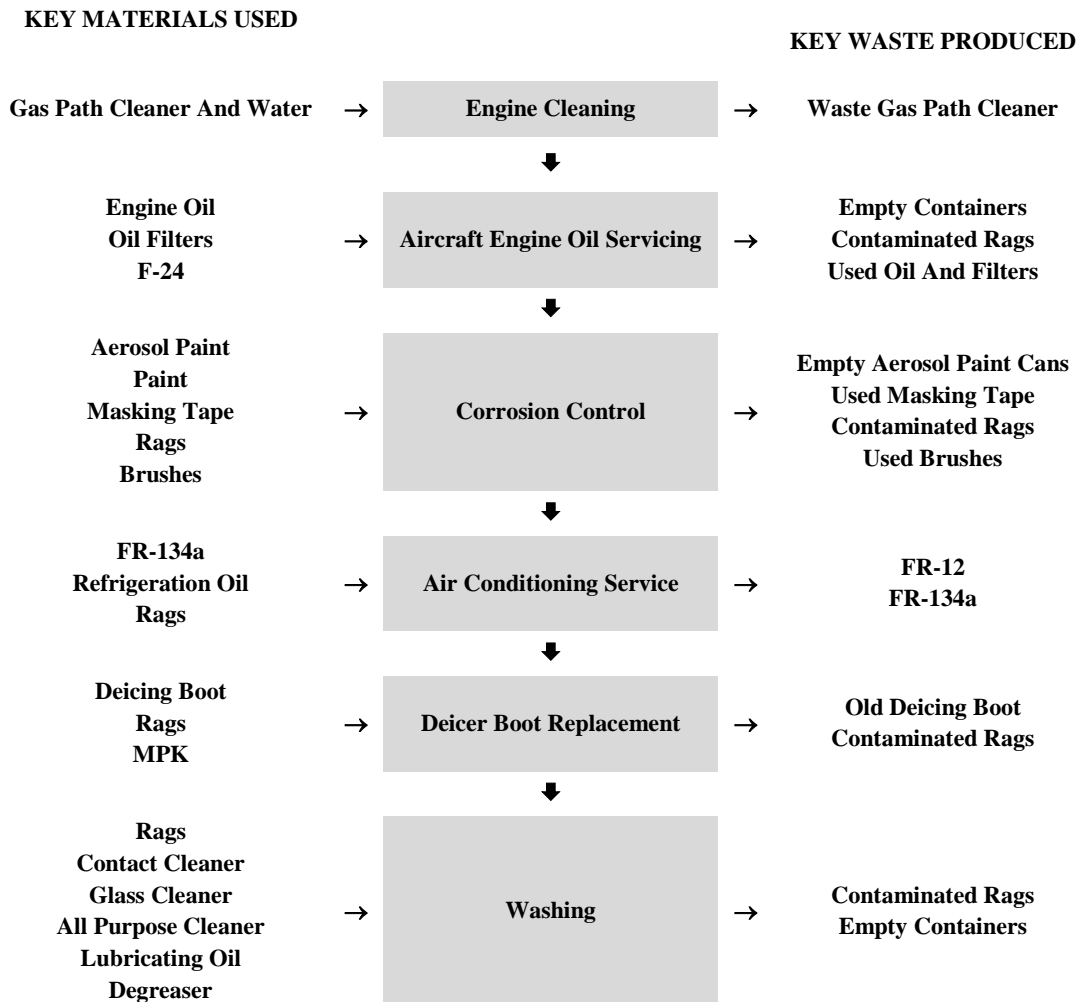 KEY MATERIALS USED
KEY WASTE PRODUCED
Gas Path Cleaner And Water → Engine Cleaning → Waste Gas Path Cleaner
Engine Oil
Oil Filters
F-24
→ Aircraft Engine Oil Servicing →
Empty Containers
Contaminated Rags
Used Oil And Filters
Aerosol Paint
Paint
Masking Tape
Rags
Brushes
→ Corrosion Control →
Empty Aerosol Paint Cans
Used Masking Tape
Contaminated Rags
Used Brushes
FR-134a
Refrigeration Oil
Rags
→ Air Conditioning Service →
FR-12
FR-134a
Deicing Boot
Rags
MPK
→ Deicer Boot Replacement →
Old Deicing Boot
Contaminated Rags
Rags
Contact Cleaner
Glass Cleaner
All Purpose Cleaner
Lubricating Oil
Degreaser
→ Washing →
Contaminated Rags
Empty Containers